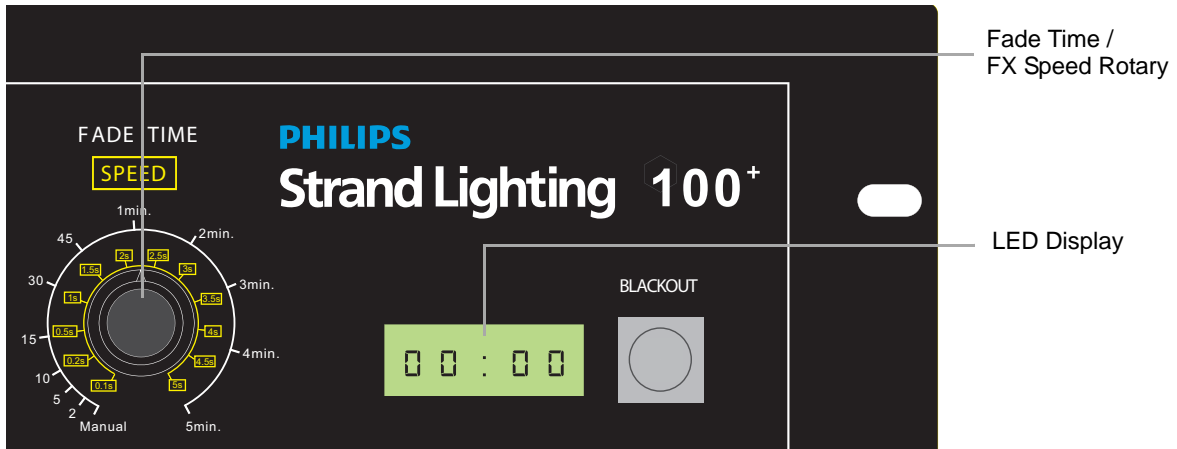 Fade Time /
FX Speed Rotary
FADE TIME
PHILIPS
SPEED
Strand Lighting 100+
1min.
45
2min.
2s
2.5s
1.5s
3s
30
3min.
1s
3.5s
0.5s
4s
15
4min.
0.2s
4.5s
10
0.1s
5s
5
2
Manual
5min.
LED Display
BLACKOUT
00:00